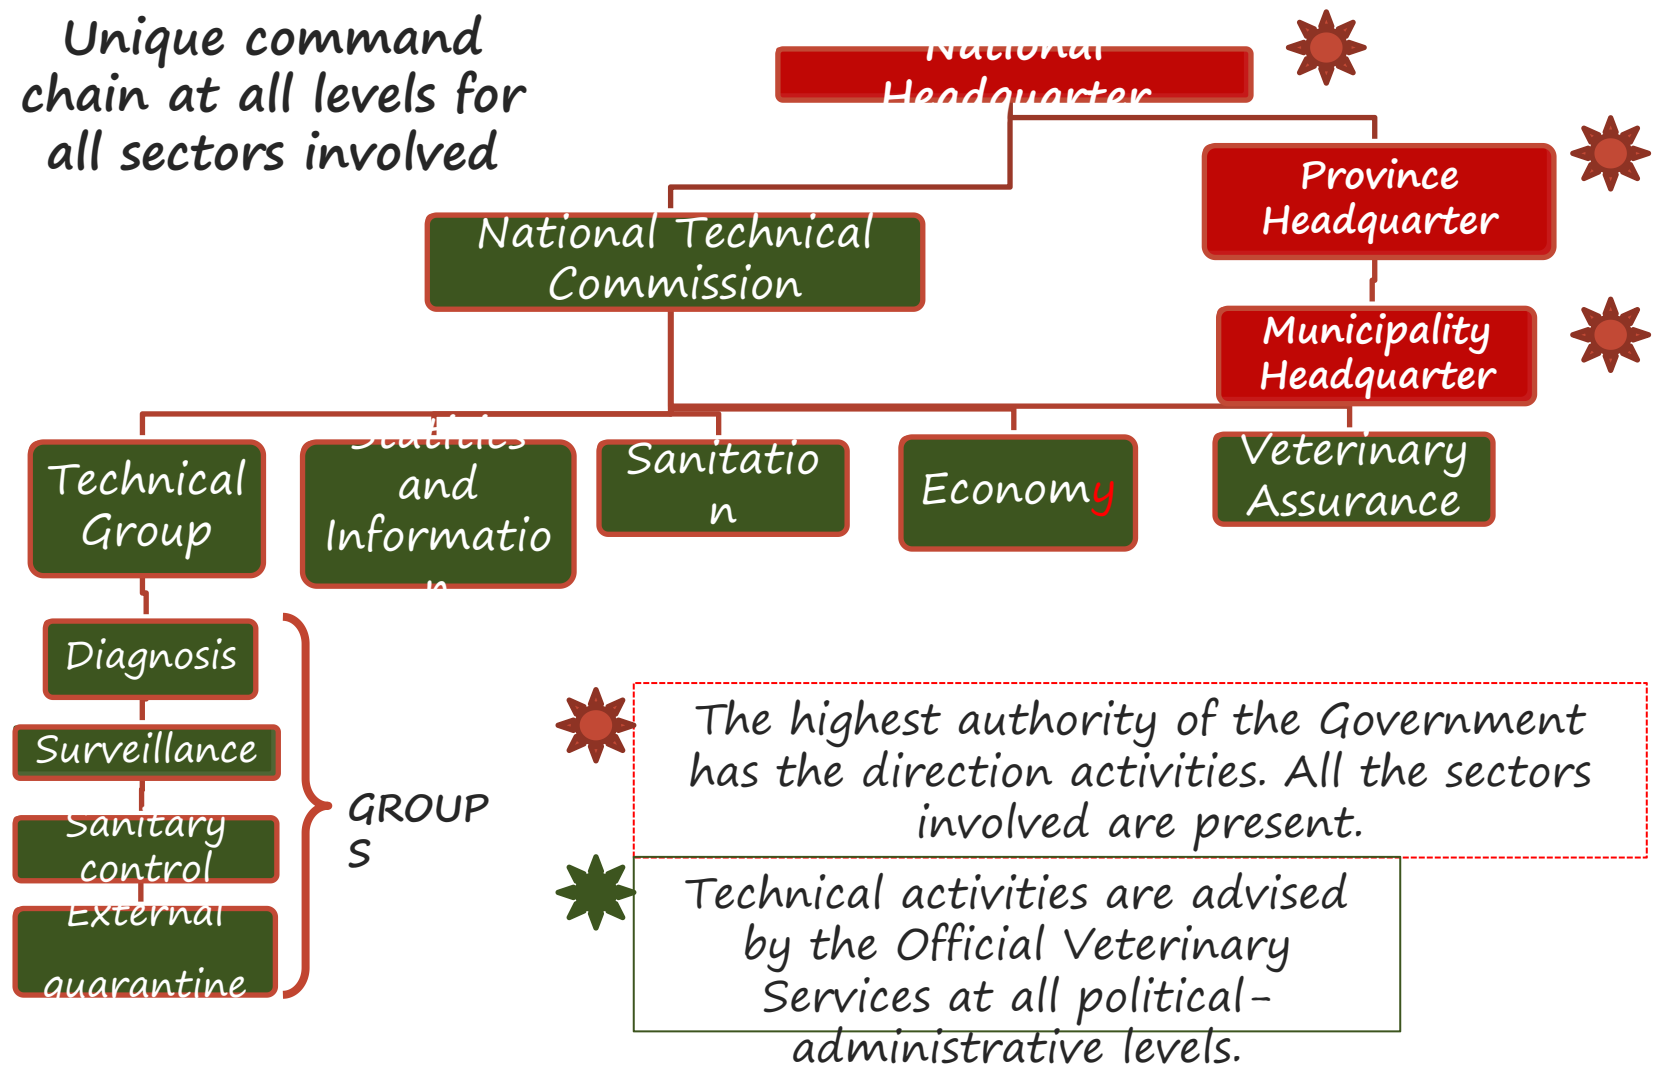 Unique command
chain at all levels for
all sectors involved
National
Headquarter
Province
Headquarter
National Technical
Commission
Municipality
Headquarter
Technical
Group
Statitics
and
Informatio
n
Sanitatio
n
Economy
Veterinary
Assurance
Diagnosis
Surveillance
Sanitary
control
External
quarantine
GROUP
S
The highest authority of the Government
has the direction activities. All the sectors
involved are present.
Technical activities are advised
by the Official Veterinary
Services at all political-
administrative levels.